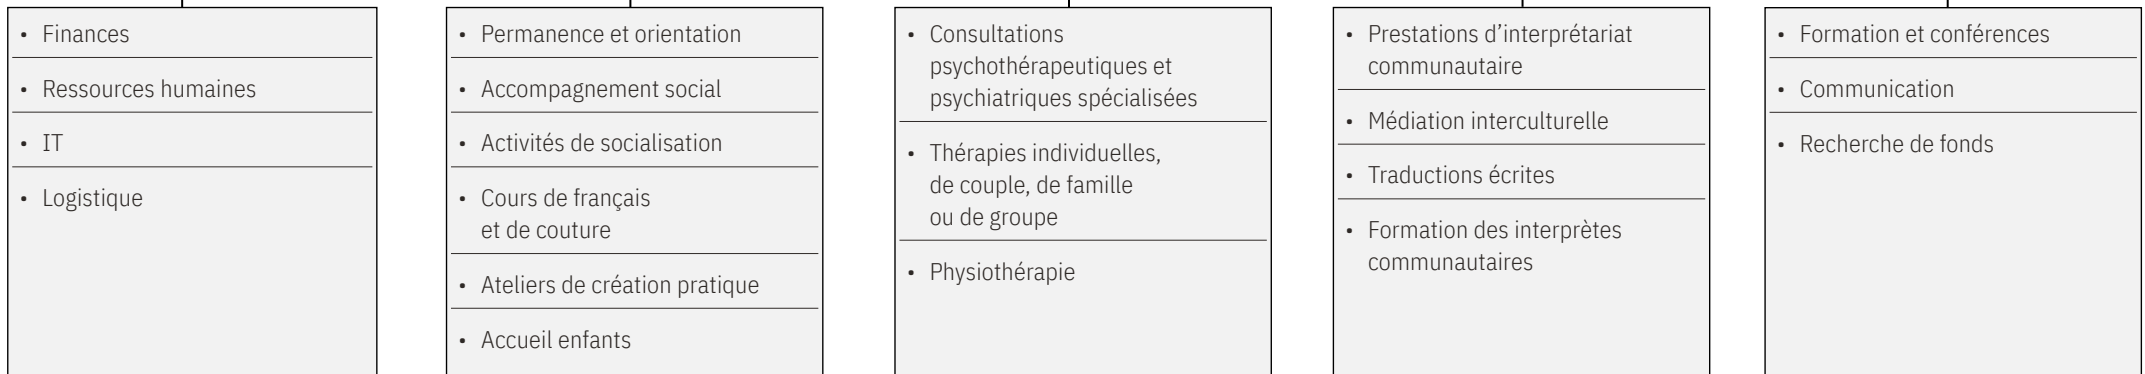 • Finances
• Ressources humaines
• IT
• Logistique
• Permanence et orientation
• Accompagnement social
• Activités de socialisation
• Cours de français
et de couture
• Ateliers de création pratique
• Accueil enfants
• Consultations
psychothérapeutiques et
psychiatriques spécialisées
• Thérapies individuelles,
de couple, de famille
ou de groupe
• Physiothérapie
• Prestations d’interprétariat
communautaire
• Médiation interculturelle
• Traductions écrites
• Formation des interprètes
communautaires
• Formation et conférences
• Communication
• Recherche de fonds